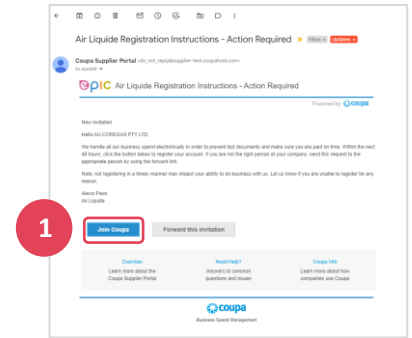 Air Liquide Registration Instructions - Action Required
Inbox x
Updates x
Coupa Supplier Portal <do_not_reply@supplier-test.coupahost.com>
epic Air Liquide Registration Instructions - Action Required
Powered by coupa
New Invitation
Hello AU-COREGAS PTY LTD,
We handle all our business spend electronically in order to prevent lost documents and make sure you are paid on time. Within the next
48 hours, click the button below to register your account. If you are not the right person at your company, send this request to the
appropriate person by using the forward link.
Note: not registering in a timely manner may impact your ability to do business with us. Let us know if you are unable to register for any
reason.
Air Liquide
1
Join Coupa
Forward this invitation
Overview
Need Help?
Coupa Info
Learn more about the
Answers to common
Learn more about how
Coupa Supplier Portal
questions and issues
companies use Coupa
coupa
Business Spend Management